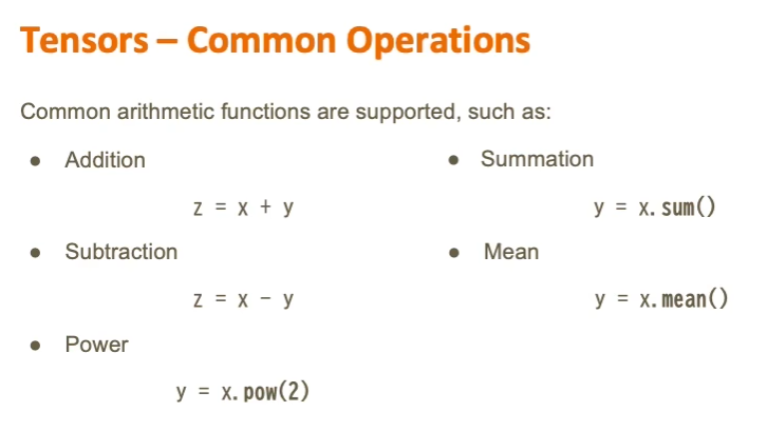 Tensors – Common Operations
Common arithmetic functions are supported, such as:
● Addition
z = x + y
● Subtraction
z = x - y
● Power
y = x.pow(2)
● Summation
y = x.sum()
● Mean
y = x.mean()